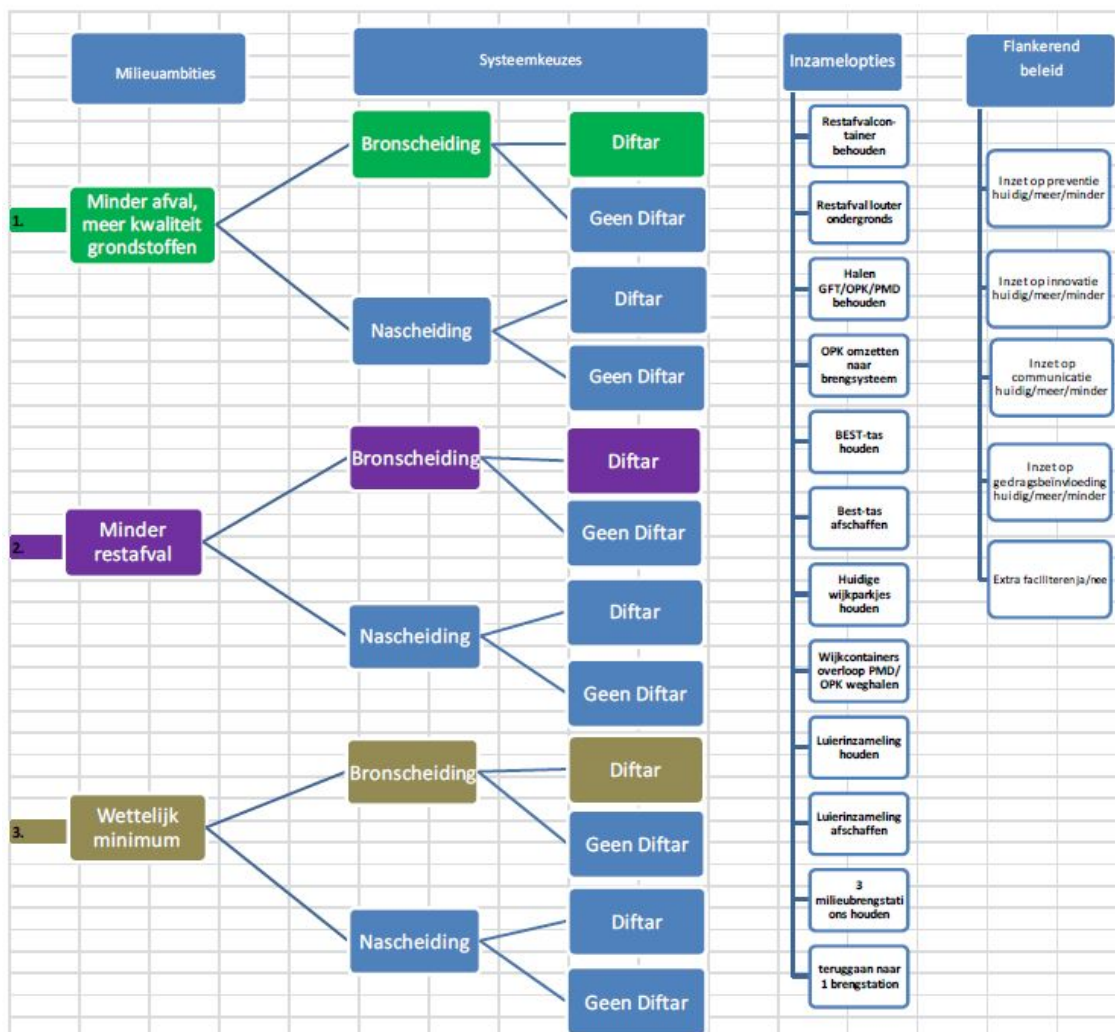 Milieuambities
Systeemkeuzes
Inzamelopties
Flankerend
beleid
1.
Minder afval,
meer kwaliteit
grondstoffen
Bronscheiding
Diftar
Geen Diftar
Nascheiding
Diftar
Geen Diftar
2.
Minder
restafval
Bronscheiding
Diftar
Geen Diftar
Nascheiding
Diftar
Geen Diftar
3.
Wettelijk
minimum
Bronscheiding
Diftar
Geen Diftar
Nascheiding
Diftar
Geen Diftar
Restafvalcon-
tainer
behouden
Restafval louter
ondergronds
Halen
GFT/OPK/PMD
behouden
OPK omzetten
naar
brengsysteem
BEST-tas
houden
Best-tas
afschaffen
Huidige
wijkparkjes
houden
Wijkcontainers
overloop PMD/
OPK weghalen
Luierinzameling
houden
Luierinzameling
afschaffen
3
milieubrengstati
ons houden
teruggaan naar
1 brengstation
Inzet op preventie
huidig/meer/minder
Inzet op innovatie
huidig/meer/minder
Inzet op
communicatie
huidig/meer/minder
Inzet op
gedragsbeïnvloeding
huidig/meer/minder
Extra faciliteren ja/nee